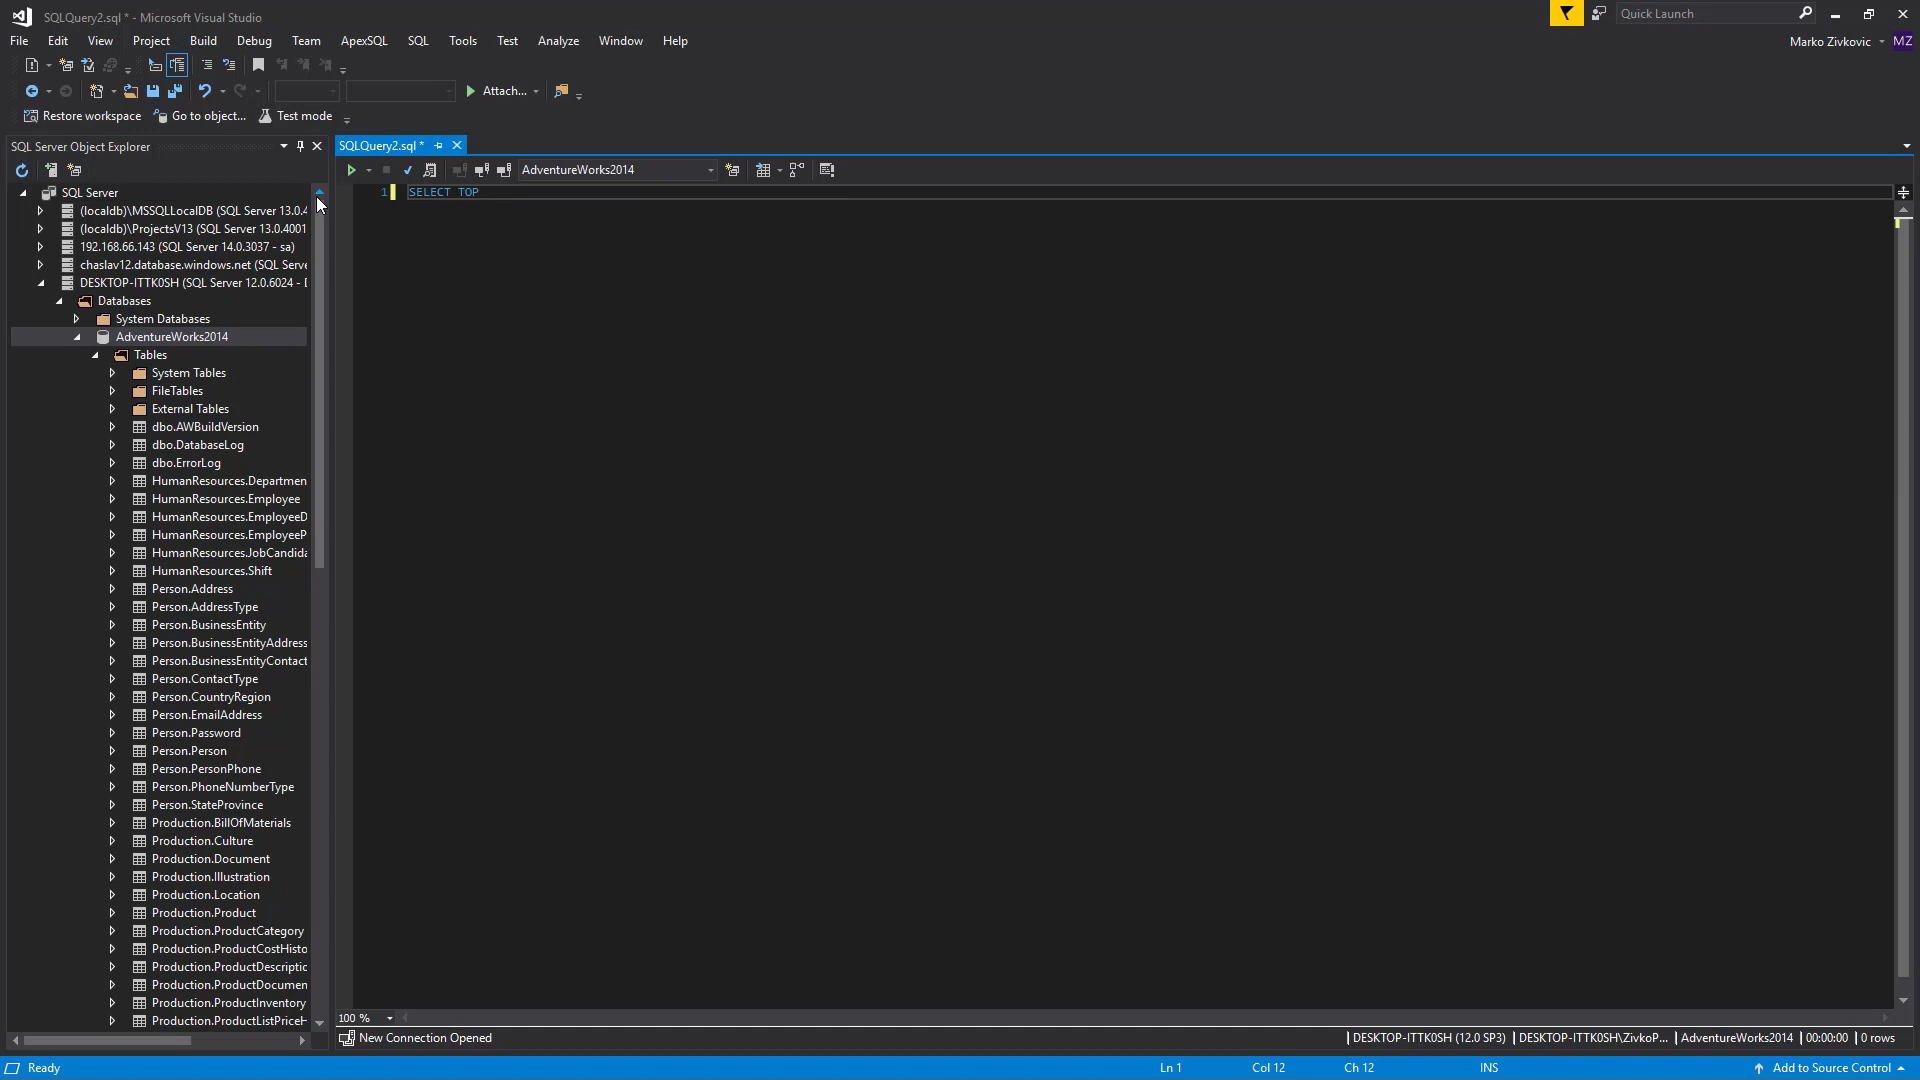 SQLQuery2.sql * - Microsoft Visual Studio
Quick Launch
File Edit View Project Build Debug Team ApexSQL SQL Tools Test Analyze Window Help
Marko Zivkovic MZ
Attach...
Restore workspace Go to object... Test mode
SQL Server Object Explorer
SQLQuery2.sql *
AdventureWorks2014
1 SELECT TOP
SQL Server
(localdb)\MSSQLLocalDB (SQL Server 13.0.4
(localdb)\ProjectsV13 (SQL Server 13.0.4001
192.168.66.143 (SQL Server 14.0.3037 - sa)
chaslav12.database.windows.net (SQL Serve
DESKTOP-ITTK0SH (SQL Server 12.0.6024 - D
Databases
System Databases
AdventureWorks2014
Tables
System Tables
FileTables
External Tables
dbo.AWBuildVersion
dbo.DatabaseLog
dbo.ErrorLog
HumanResources.Departmen
HumanResources.Employee
HumanResources.EmployeeD
HumanResources.EmployeeP
HumanResources.JobCandida
HumanResources.Shift
Person.Address
Person.AddressType
Person.BusinessEntity
Person.BusinessEntityAddress
Person.BusinessEntityContact
Person.ContactType
Person.CountryRegion
Person.EmailAddress
Person.Password
Person.Person
Person.PersonPhone
Person.PhoneNumberType
Person.StateProvince
Production.BillOfMaterials
Production.Culture
Production.Document
Production.Illustration
Production.Location
Production.Product
Production.ProductCategory
Production.ProductCostHisto
Production.ProductDescriptio
Production.ProductDocumen
Production.ProductInventory
Production.ProductListPriceH
100 %
New Connection Opened
DESKTOP-ITTK0SH (12.0 SP3) DESKTOP-ITTK0SH\ZivkoP... AdventureWorks2014 00:00:00 0 rows
Ready Ln 1 Col 12 Ch 12 INS Add to Source Control